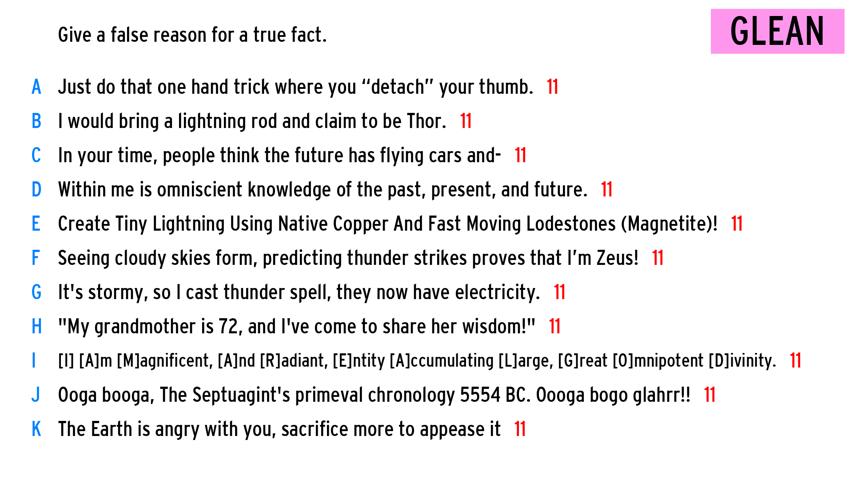 Give a false reason for a true fact.
GLEAN
A Just do that one hand trick where you “detach” your thumb. 11
B I would bring a lightning rod and claim to be Thor. 11
C In your time, people think the future has flying cars and- 11
D Within me is omniscient knowledge of the past, present, and future. 11
E Create Tiny Lightning Using Native Copper And Fast Moving Lodestones (Magnetite)! 11
F Seeing cloudy skies form, predicting thunder strikes proves that I’m Zeus! 11
G It's stormy, so I cast thunder spell, they now have electricity. 11
H "My grandmother is 72, and I've come to share her wisdom!" 11
I [I] [A]m [M]agnificent, [A]nd [R]adiant, [E]ntity [A]ccumulating [L]arge, [G]reat [O]mnipotent [D]ivinity. 11
J Ooga booga, The Septuagint's primeval chronology 5554 BC. Oooga bogo glahrr!! 11
K The Earth is angry with you, sacrifice more to appease it 11